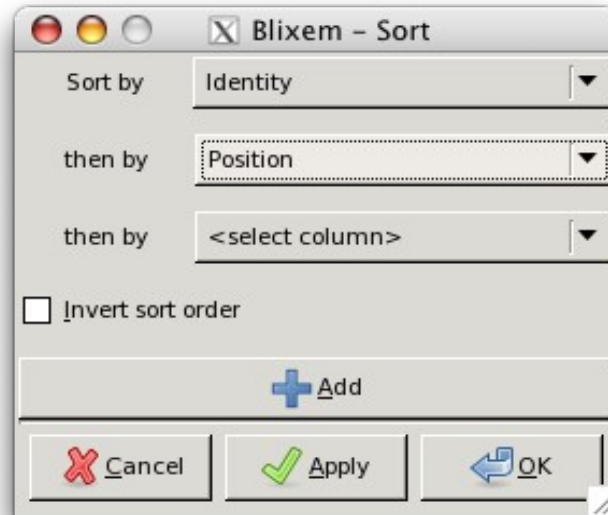 Blixem - Sort
Sort by Identity
then by Position
then by <select column>
Invert sort order
Add
Cancel Apply OK